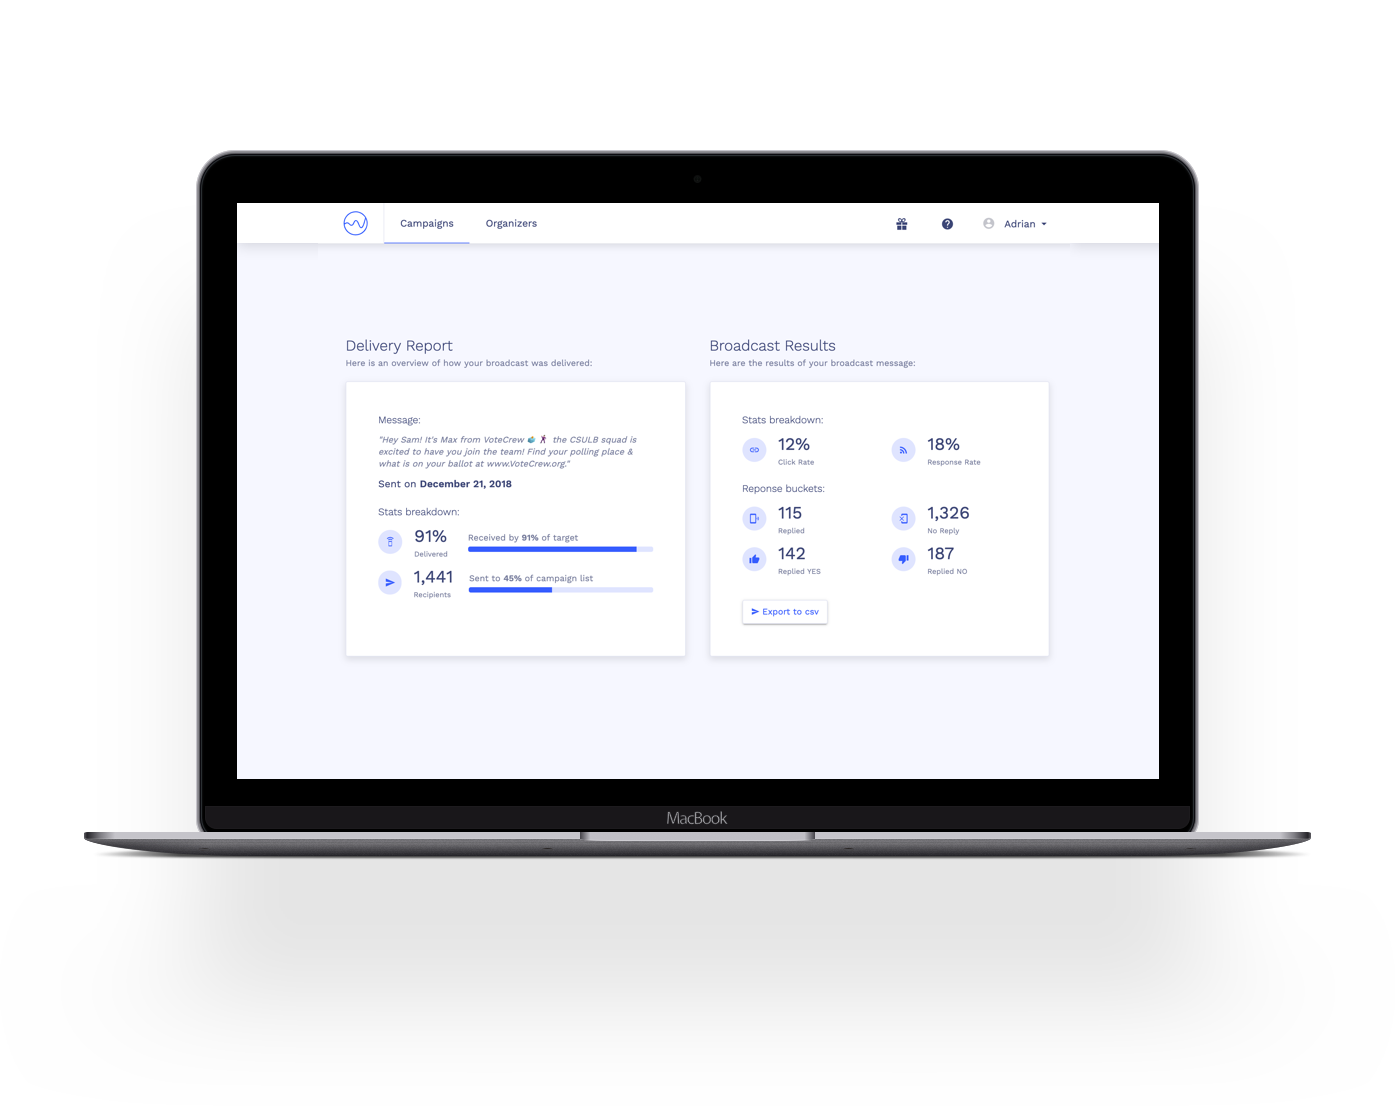 Campaigns Organizers Adrian
Delivery Report
Here is an overview of how your broadcast was delivered:
Message:
"Hey Sam! It's Max from VoteCrew the CSULB squad is
excited to have you join the team! Find your polling place &
what is on your ballot at www.VoteCrew.org."
Sent on December 21, 2018
Stats breakdown:
91%
Delivered
Received by 91% of target
1,441
Recipients
Sent to 45% of campaign list
Broadcast Results
Here are the results of your broadcast message:
Stats breakdown:
12%
Click Rate
18%
Response Rate
Reponse buckets:
115
Replied
1,326
No Reply
142
Replied YES
187
Replied NO
Export to csv
MacBook